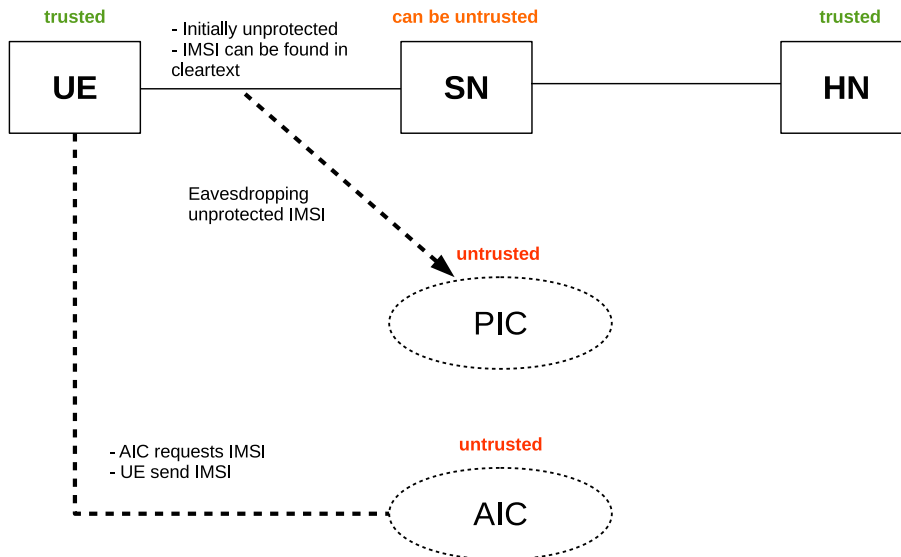 trusted
can be untrusted
trusted
- Initially unprotected
- IMSI can be found in
cleartext
UE
SN
HN
Eavesdropping
unprotected IMSI
untrusted
PIC
- AIC requests IMSI
- UE send IMSI
untrusted
AIC